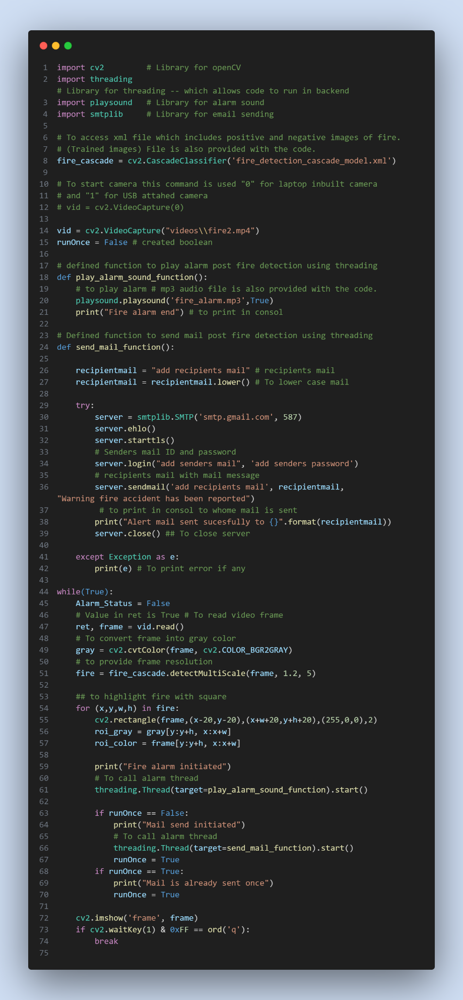 1 import cv2         # Library for openCV
2 import threading
# Library for threading -- which allows code to run in backend
3 import playsound   # Library for alarm sound
4 import smtplib     # Library for email sending
5
6 # To access xml file which includes positive and negative images of fire.
7 # (Trained images) File is also provided with the code.
8 fire_cascade = cv2.CascadeClassifier('fire_detection_cascade_model.xml')
9
10 # To start camera this command is used "0" for laptop inbuilt camera
11 # and "1" for USB attahed camera
12 # vid = cv2.VideoCapture(0)
13
14 vid = cv2.VideoCapture("videos\\fire2.mp4")
15 runOnce = False # created boolean
16
17 # defined function to play alarm post fire detection using threading
18 def play_alarm_sound_function():
19     # to play alarm # mp3 audio file is also provided with the code.
20     playsound.playsound('fire_alarm.mp3',True)
21     print("Fire alarm end") # to print in consol
22
23 # Defined function to send mail post fire detection using threading
24 def send_mail_function():
25
26     recipientmail = "add recipients mail" # recipients mail
27     recipientmail = recipientmail.lower() # To lower case mail
28
29     try:
30         server = smtplib.SMTP('smtp.gmail.com', 587)
31         server.ehlo()
32         server.starttls()
33         # Senders mail ID and password
34         server.login("add senders mail", 'add senders password')
35         # recipients mail with mail message
36         server.sendmail('add recipients mail', recipientmail,
"Warning fire accident has been reported")
37          # to print in consol to whome mail is sent
38         print("Alert mail sent sucesfully to {}".format(recipientmail))
39         server.close() ## To close server
40
41     except Exception as e:
42         print(e) # To print error if any
43
44 while(True):
45     Alarm_Status = False
46     # Value in ret is True # To read video frame
47     ret, frame = vid.read()
48     # To convert frame into gray color
49     gray = cv2.cvtColor(frame, cv2.COLOR_BGR2GRAY)
50     # to provide frame resolution
51     fire = fire_cascade.detectMultiScale(frame, 1.2, 5)
52
53     ## to highlight fire with square
54     for (x,y,w,h) in fire:
55         cv2.rectangle(frame,(x-20,y-20),(x+w+20,y+h+20),(255,0,0),2)
56         roi_gray = gray[y:y+h, x:x+w]
57         roi_color = frame[y:y+h, x:x+w]
58
59         print("Fire alarm initiated")
60         # To call alarm thread
61         threading.Thread(target=play_alarm_sound_function).start()
62
63         if runOnce == False:
64             print("Mail send initiated")
65             # To call alarm thread
66             threading.Thread(target=send_mail_function).start()
67             runOnce = True
68         if runOnce == True:
69             print("Mail is already sent once")
70             runOnce = True
71
72     cv2.imshow('frame', frame)
73     if cv2.waitKey(1) & 0xFF == ord('q'):
74         break
75